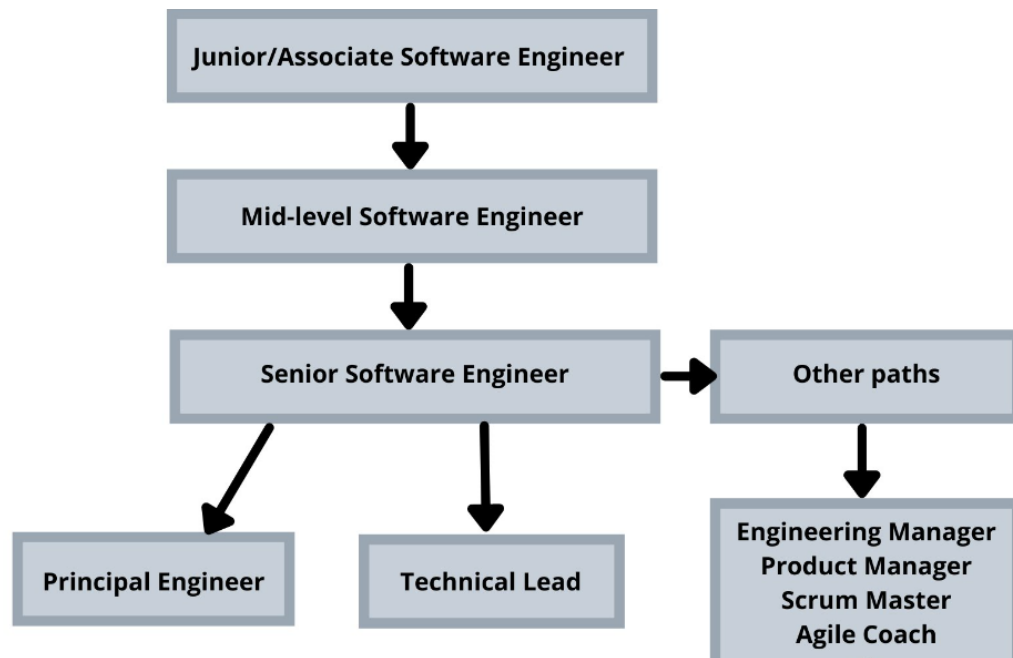 Junior/Associate Software Engineer
Mid-level Software Engineer
Senior Software Engineer
Other paths
Principal Engineer
Technical Lead
Engineering Manager
Product Manager
Scrum Master
Agile Coach